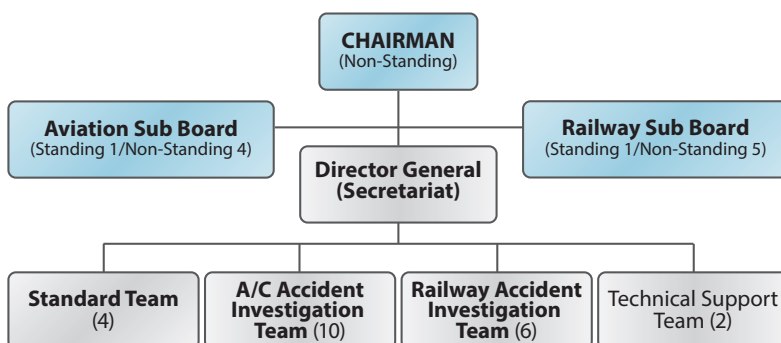 CHAIRMAN
(Non-Standing)
Aviation Sub Board
(Standing 1/Non-Standing 4)
Railway Sub Board
(Standing 1/Non-Standing 5)
Director General
(Secretariat)
Standard Team
(4)
A/C Accident
Investigation
Team (10)
Railway Accident
Investigation
Team (6)
Technical Support
Team (2)